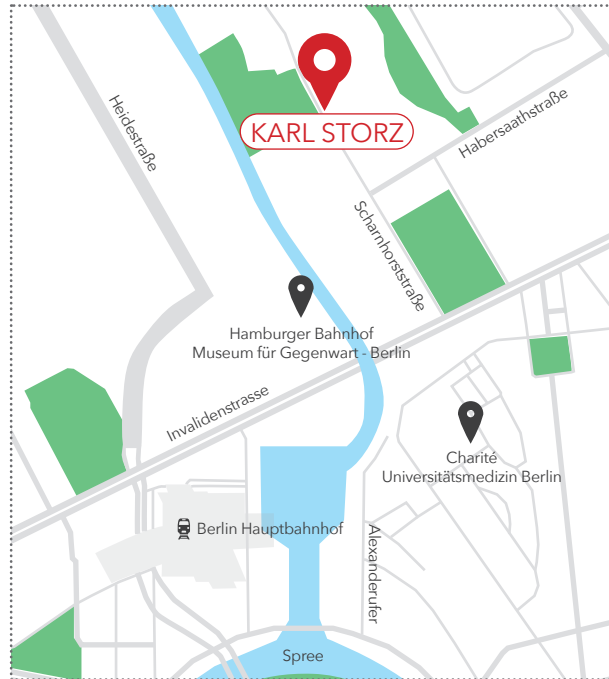 Heidestraße
KARL STORZ
Habersaathstraße
Scharnhorststraße
Hamburger Bahnhof
Museum für Gegenwart - Berlin
Invalidenstrasse
Charité
Universitätsmedizin Berlin
Berlin Hauptbahnhof
Alexanderufer
Spree